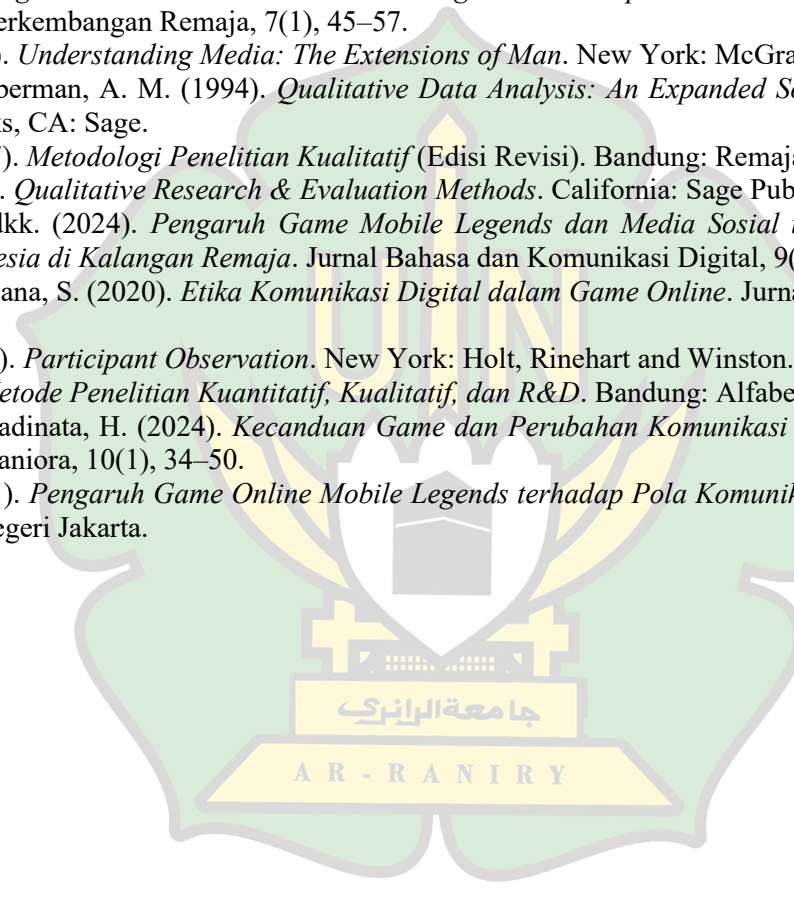 erkembangan Remaja, 7(1), 45–57.
). Understanding Media: The Extensions of Man. New York: McGra
berman, A. M. (1994). Qualitative Data Analysis: An Expanded So
s, CA: Sage.
). Metodologi Penelitian Kualitatif (Edisi Revisi). Bandung: Remaja
. Qualitative Research & Evaluation Methods. California: Sage Pub
dkk. (2024). Pengaruh Game Mobile Legends dan Media Sosial t
esia di Kalangan Remaja. Jurnal Bahasa dan Komunikasi Digital, 9(
ana, S. (2020). Etika Komunikasi Digital dalam Game Online. Jurna
). Participant Observation. New York: Holt, Rinehart and Winston.
etode Penelitian Kuantitatif, Kualitatif, dan R&D. Bandung: Alfabe
adinata, H. (2024). Kecanduan Game dan Perubahan Komunikasi
aniora, 10(1), 34–50.
). Pengaruh Game Online Mobile Legends terhadap Pola Komunik
egeri Jakarta.
UIN
جامعة الرانري
AR-RANIRY